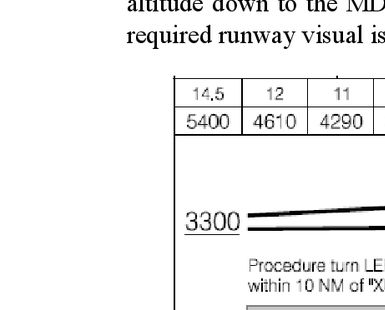 altitude down to the MD
required runway visual is
14.5 12 11
5400 4610 4290
3300
Procedure turn LE
within 10 NM of "X